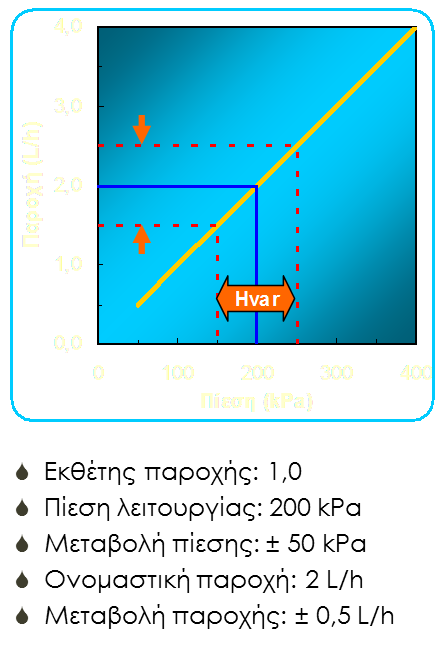 4,0
3,0
2,0
1,0
0,0
Παροχή (L/h)
Hvar
0 100 200 300 400
Πίεση (kPa)
Εκθέτης παροχής: 1,0
Πίεση λειτουργίας: 200 kPa
Μεταβολή πίεσης: ± 50 kPa
Ονομαστική παροχή: 2 L/h
Μεταβολή παροχής: ± 0,5 L/h